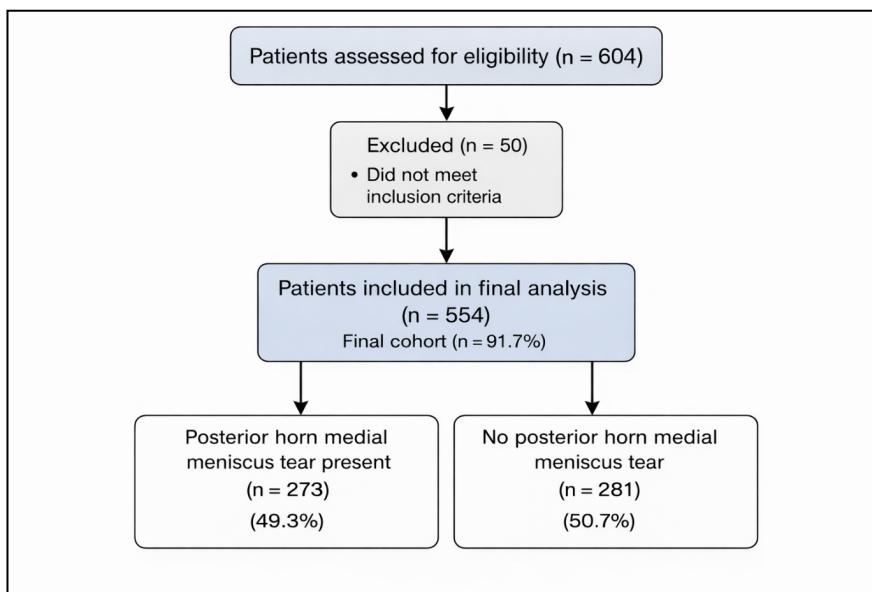 Patients assessed for eligibility (n = 604)
Excluded (n = 50)
• Did not meet
inclusion criteria
Patients included in final analysis
(n = 554)
Final cohort (n = 91.7%)
Posterior horn medial
meniscus tear present
(n = 273)
(49.3%)
No posterior horn medial
meniscus tear
(n = 281)
(50.7%)